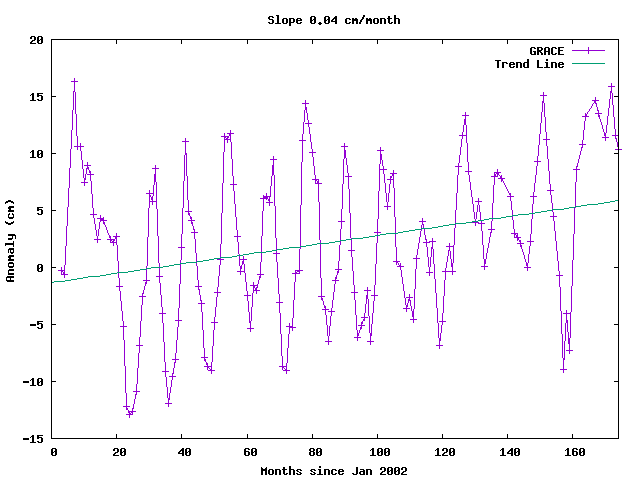 Slope 0.04 cm/month
GRACE
Trend Line
20
15
10
5
0
-5
-10
-15
Anomaly (cm)
0 20 40 60 80 100 120 140 160
Months since Jan 2002